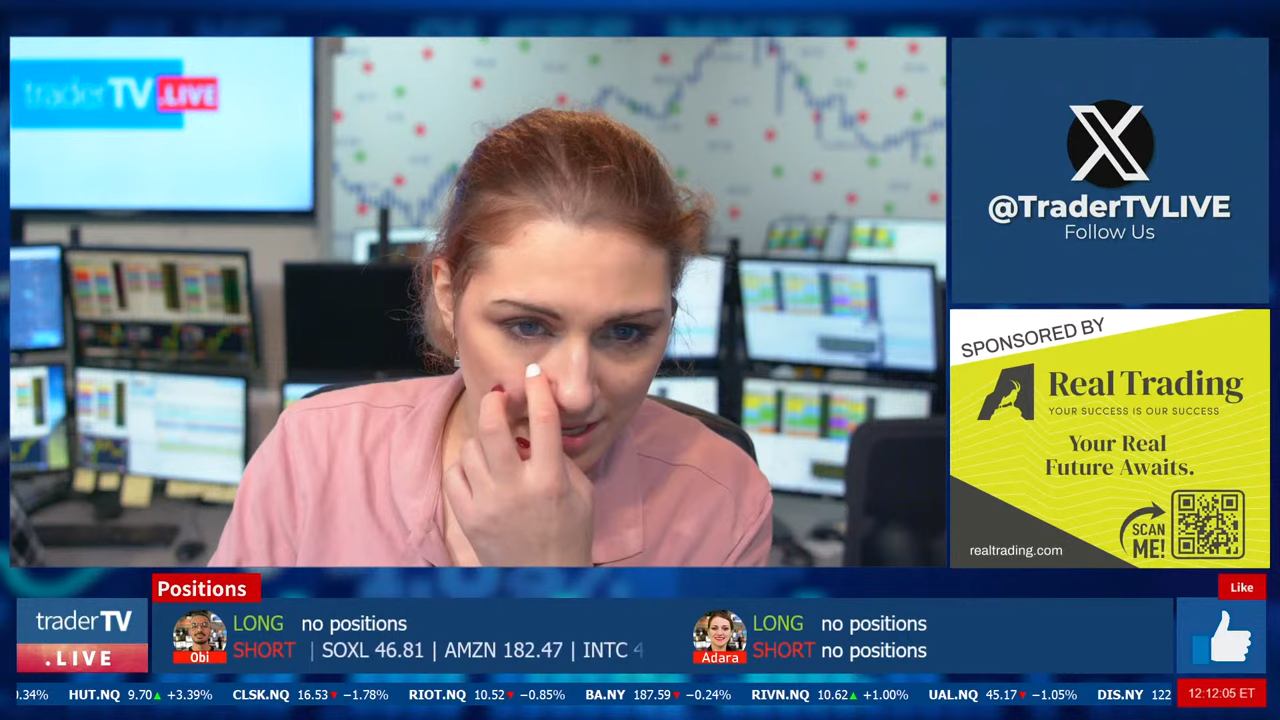 traderTV.LIVE
@TraderTVLIVE
Follow Us
SPONSORED BY
Real Trading
YOUR SUCCESS IS OUR SUCCESS
Your Real
Future Awaits.
SCAN
ME!
realtrading.com
Positions
Like
traderTV
.LIVE
Obi
LONG no positions
SHORT | SOXL 46.81 | AMZN 182.47 | INTC 4
Adara
LONG no positions
SHORT no positions
).34% HUT.NQ 9.70▲ +3.39% CLSK.NQ 16.53▼ −1.78% RIOT.NQ 10.52▼ −0.85% BA.NY 187.59▼ −0.24% RIVN.NQ 10.62▲ +1.00% UAL.NQ 45.17▼ −1.05% DIS.NY 122
12:12:05 ET